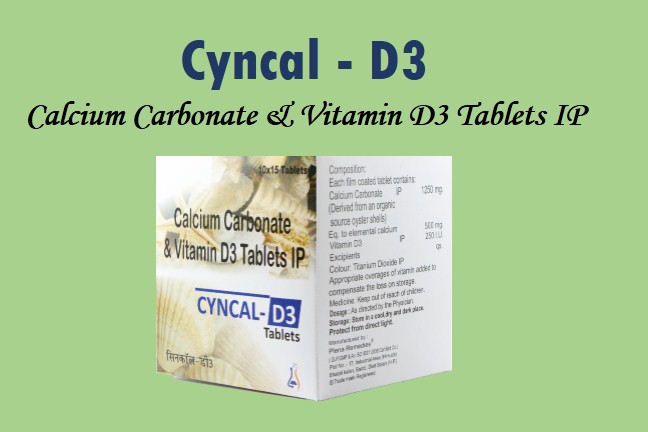 Cyncal - D3
Calcium Carbonate & Vitamin D3 Tablets IP
10x15 Tablets
Calcium Carbonate
& Vitamin D3 Tablets IP
CYNCAL-D3
Tablets
सिनकॉल-डी3
Composition:
Each film coated tablet contains:
Calcium Carbonate IP 1250 mg
(Derived from an organic
source oyster shells)
Eq. to elemental calcium 500 mg
Vitamin D3 IP 250 I.U.
Excipients qs.
Colour: Titanium Dioxide IP
Appropriate overages of vitamin added to
compensate the loss on storage.
Medicine: Keep out of reach of children.
Dosage : As directed by the Physician.
Storage: Store in a cool, dry and dark place.
Protect from direct light.
Manufactured by :